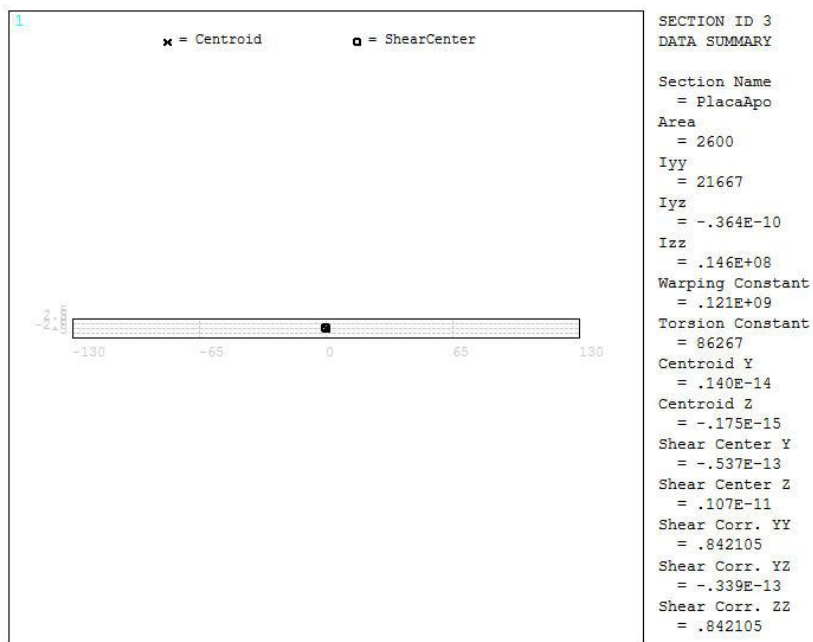 1
× = Centroid
= ShearCenter
-130
-65
0
65
130
SECTION ID 3
DATA SUMMARY
Section Name
= PlacaApo
Area
= 2600
Iyy
= 21667
Iyz
= -.364E-10
Izz
= .146E+08
Warping Constant
= .121E+09
Torsion Constant
= 86267
Centroid Y
= .140E-14
Centroid Z
= -.175E-15
Shear Center Y
= -.537E-13
Shear Center Z
= .107E-11
Shear Corr. YY
= .842105
Shear Corr. YZ
= -.339E-13
Shear Corr. ZZ
= .842105